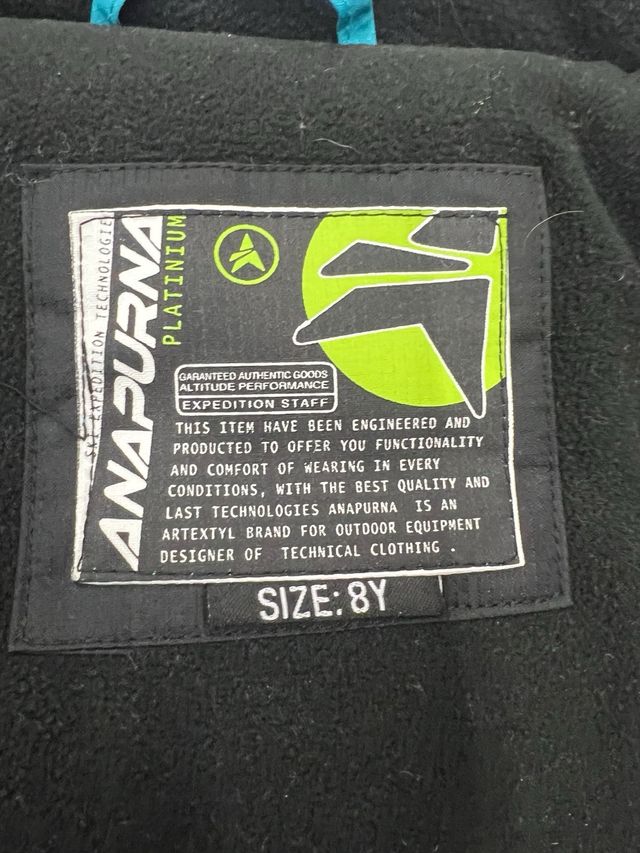 SKI EXPEDITION TECHNOLOGIE
ANAPURNA
PLATINIUM
GARANTEED AUTHENTIC GOODS
ALTITUDE PERFORMANCE
EXPEDITION STAFF
THIS ITEM HAVE BEEN ENGINEERED AND
PRODUCTED TO OFFER YOU FUNCTIONALITY
AND COMFORT OF WEARING IN EVERY
CONDITIONS, WITH THE BEST QUALITY AND
LAST TECHNOLOGIES ANAPURNA IS AN
ARTEXTYL BRAND FOR OUTDOOR EQUIPMENT
DESIGNER OF TECHNICAL CLOTHING .
SIZE: 8Y